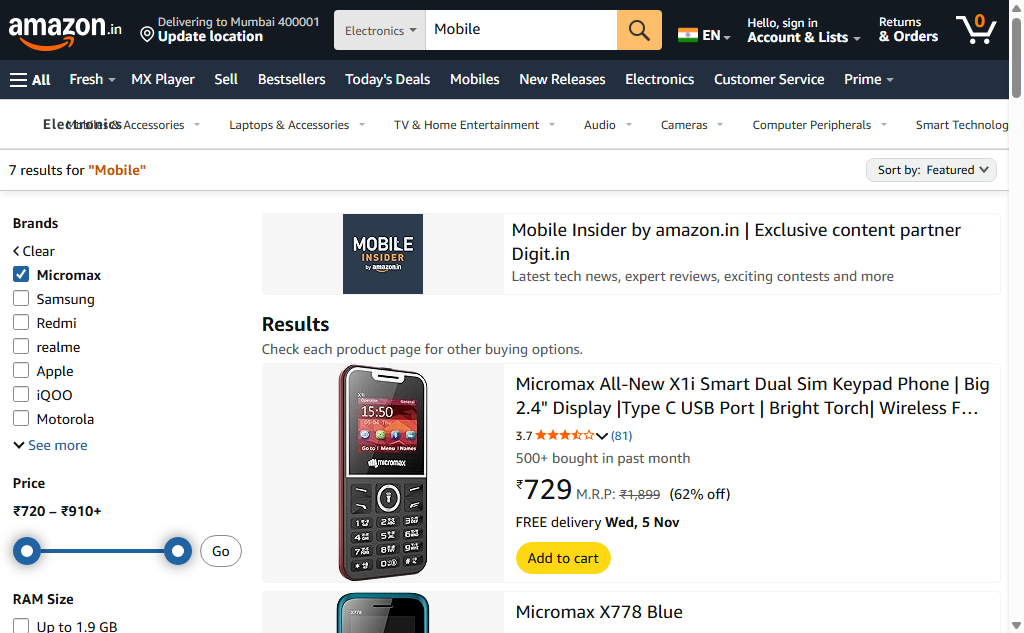 amazon.in
Delivering to Mumbai 400001
Update location
Electronics
Mobile
EN
Hello, sign in
Account & Lists
Returns
& Orders
0
All
Fresh
MX Player
Sell
Bestsellers
Today's Deals
Mobiles
New Releases
Electronics
Customer Service
Prime
Electronics
Mobiles & Accessories
Laptops & Accessories
TV & Home Entertainment
Audio
Cameras
Computer Peripherals
Smart Technolog
7 results for "Mobile"
Sort by: Featured
Brands
Clear
Micromax
Samsung
Redmi
realme
Apple
iQOO
Motorola
See more
Price
₹720 – ₹910+
Go
RAM Size
Up to 1.9 GB
MOBILE
INSIDER
by amazon.in
Mobile Insider by amazon.in | Exclusive content partner
Digit.in
Latest tech news, expert reviews, exciting contests and more
Results
Check each product page for other buying options.
X1i
15:50
Go to | Menu | Names
micromax
Micromax All-New X1i Smart Dual Sim Keypad Phone | Big
2.4" Display |Type C USB Port | Bright Torch| Wireless F…
3.7 (81)
500+ bought in past month
₹729 M.R.P: ₹1,899 (62% off)
FREE delivery Wed, 5 Nov
Add to cart
X778
Micromax X778 Blue